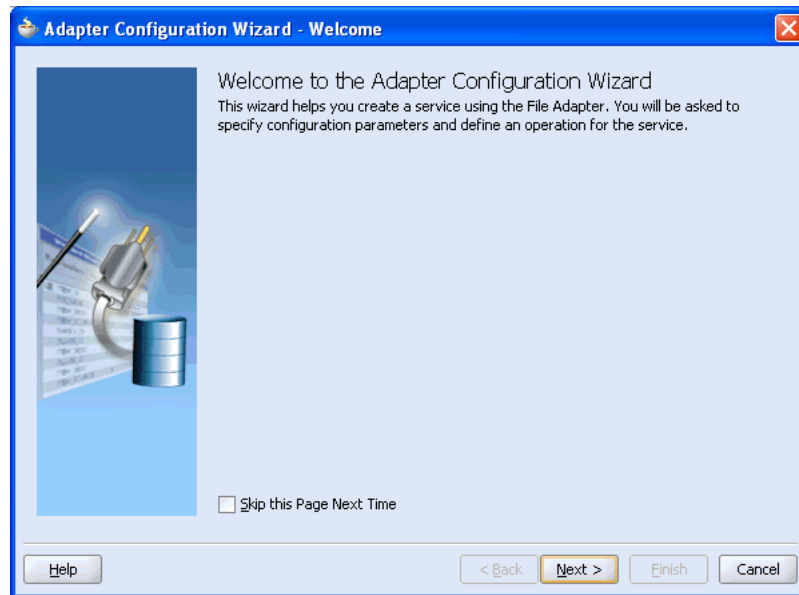 Adapter Configuration Wizard - Welcome
Welcome to the Adapter Configuration Wizard
This wizard helps you create a service using the File Adapter. You will be asked to
specify configuration parameters and define an operation for the service.
Skip this Page Next Time
Help
< Back
Next >
Finish
Cancel